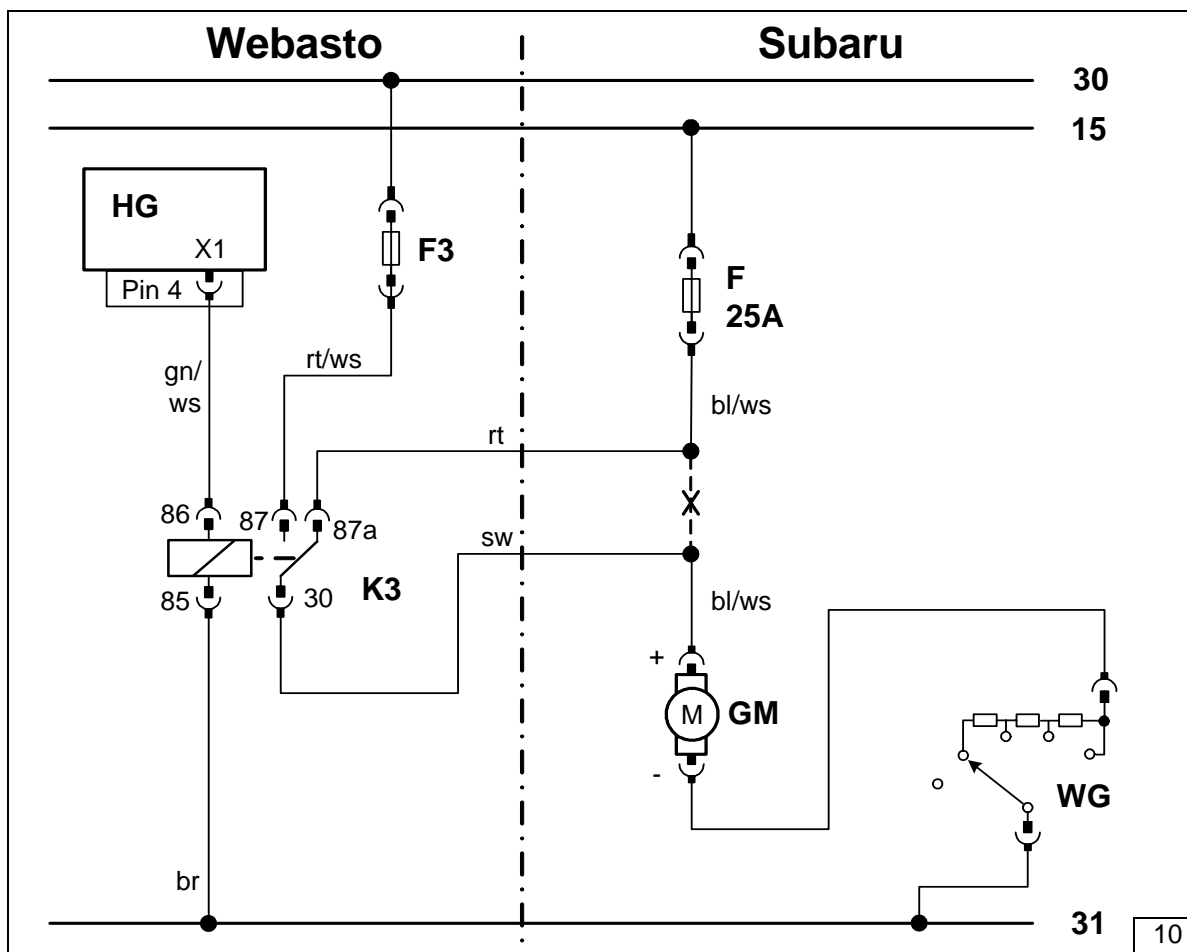 Webasto
Subaru
30
15
HG
X1
Pin 4
F3
F
25A
gn/
ws
rt/ws
bl/ws
rt
86
87
87a
sw
K3
85
30
bl/ws
+
M
GM
-
WG
br
31
10